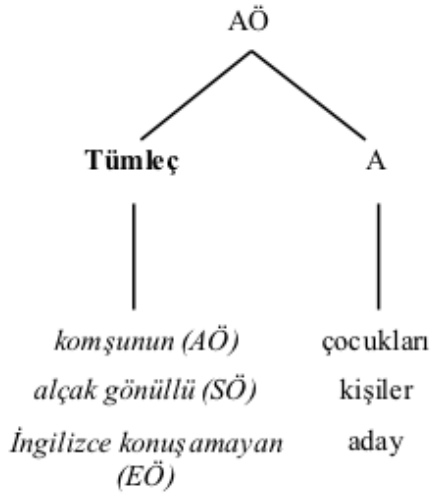 AÖ
Tümleç A
komşunun (AÖ) çocukları
alçak gönüllü (SÖ) kişiler
İngilizce konuşamayan aday
(EÖ)